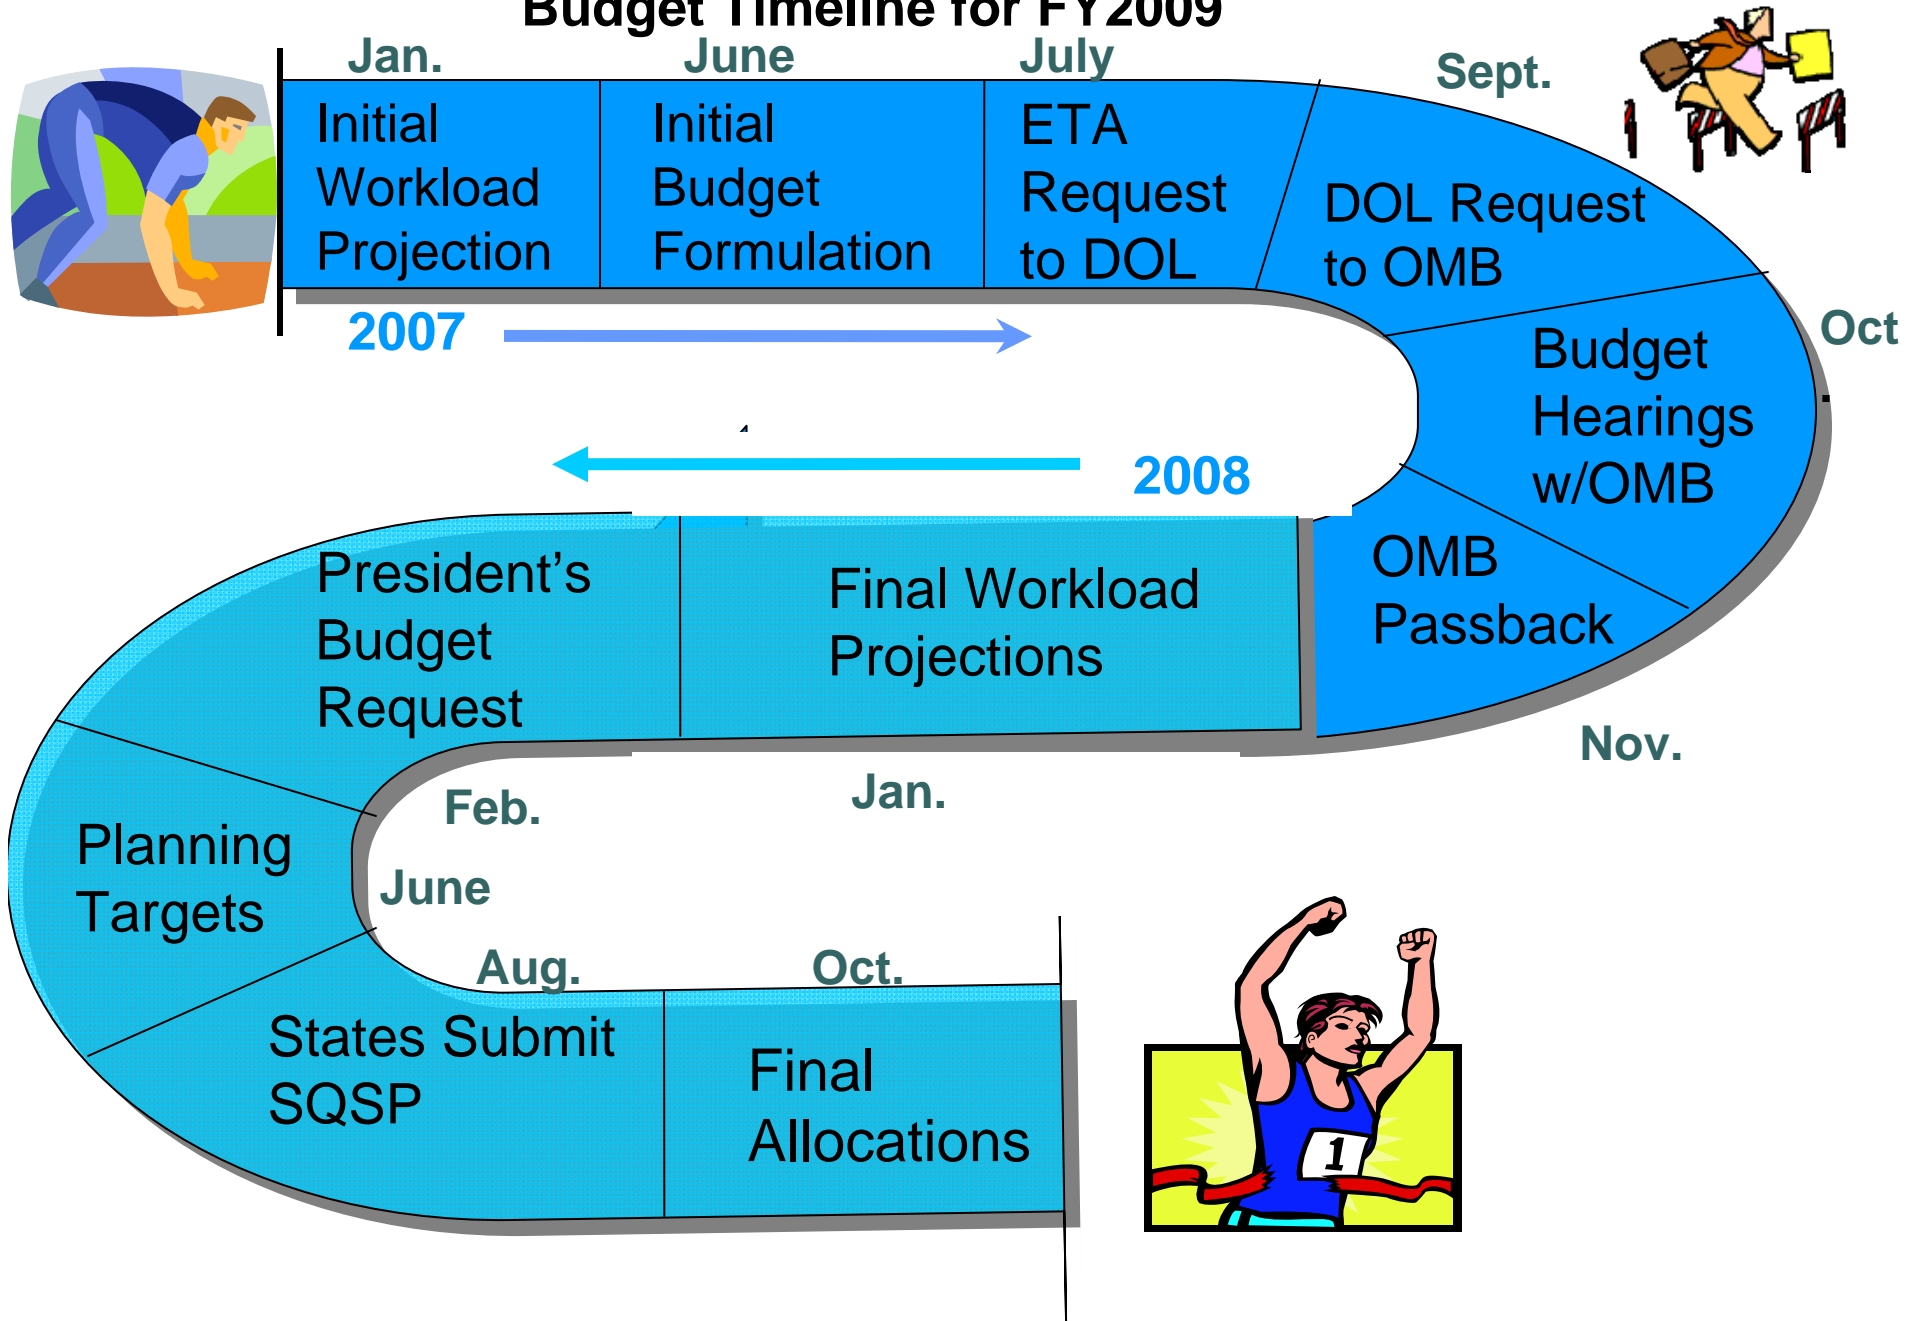 Budget Timeline for FY2009
Jan.
June
July
Sept.
Initial
Workload
Projection
Initial
Budget
Formulation
ETA
Request
to DOL
DOL Request
to OMB
2007
Oct
.
Budget
Hearings
w/OMB
2008
OMB
Passback
Nov.
Final Workload
Projections
Jan.
President’s
Budget
Request
Feb.
Planning
Targets
June
Aug.
States Submit
SQSP
Oct.
Final
Allocations
1